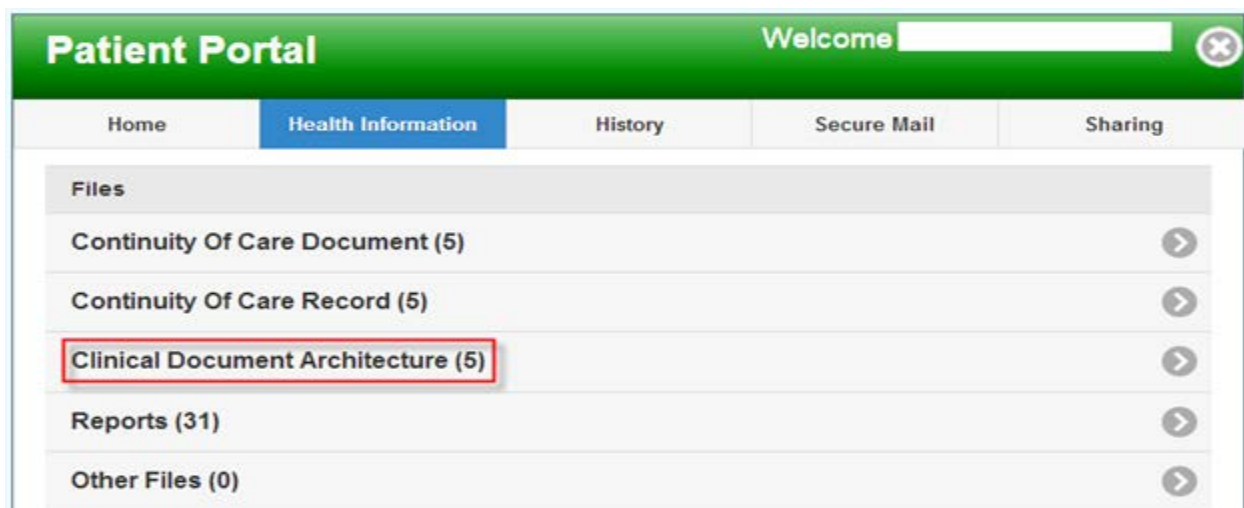 Patient Portal
Welcome
Home Health Information History Secure Mail Sharing
Files
Continuity Of Care Document (5)
Continuity Of Care Record (5)
Clinical Document Architecture (5)
Reports (31)
Other Files (0)